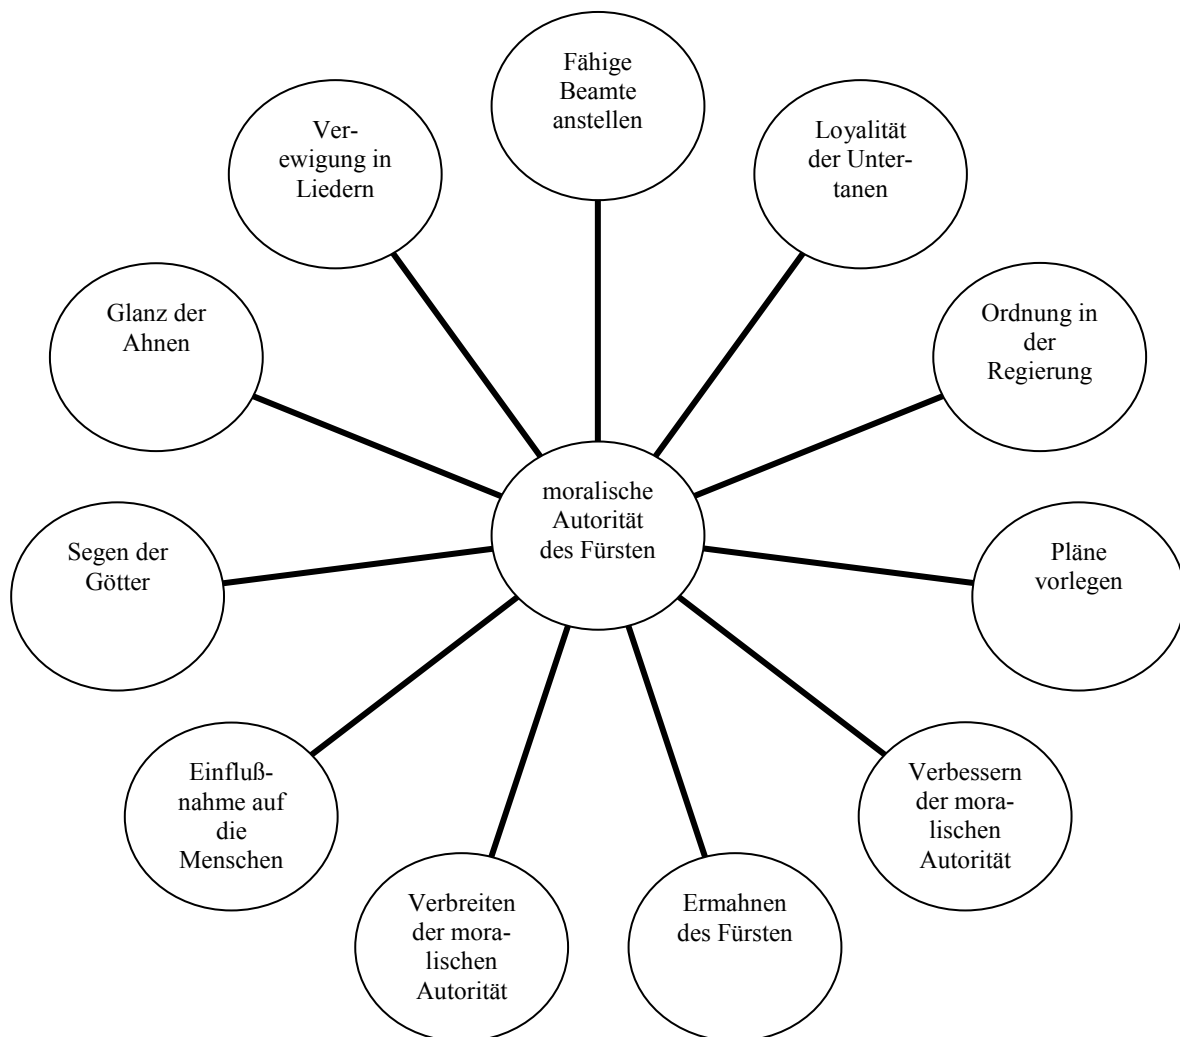 Fähige
Beamte
anstellen
Loyalität
der Unter-
tanen
Ordnung in
der
Regierung
Pläne
vorlegen
Verbessern
der mora-
lischen
Autorität
Ermahnen
des Fürsten
Verbreiten
der mora-
lischen
Autorität
Einfluß-
nahme auf
die
Menschen
Segen der
Götter
Glanz der
Ahnen
Ver-
ewigung in
Liedern
moralische
Autorität
des Fürsten